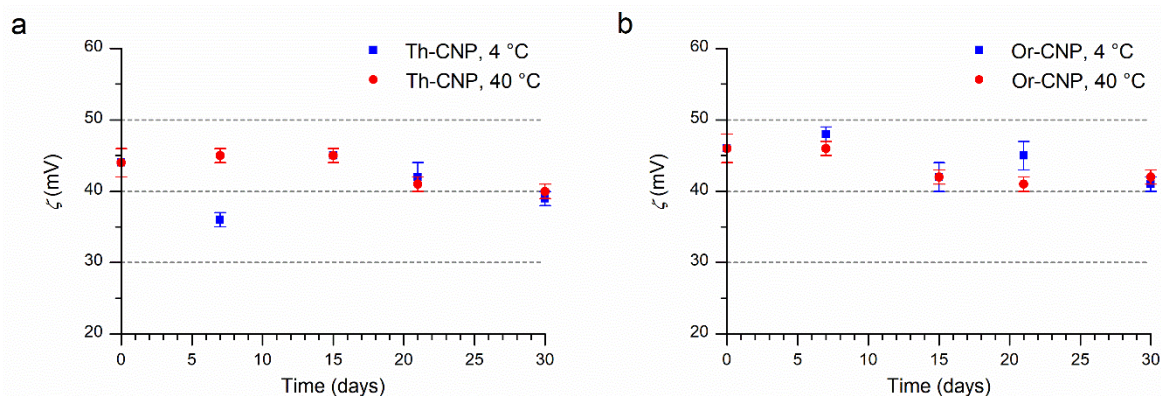 a
Th-CNP, 4 °C
Th-CNP, 40 °C
ζ (mV)
60
50
40
30
20
0 5 10 15 20 25 30
Time (days)
b
Or-CNP, 4 °C
Or-CNP, 40 °C
ζ (mV)
60
50
40
30
20
0 5 10 15 20 25 30
Time (days)